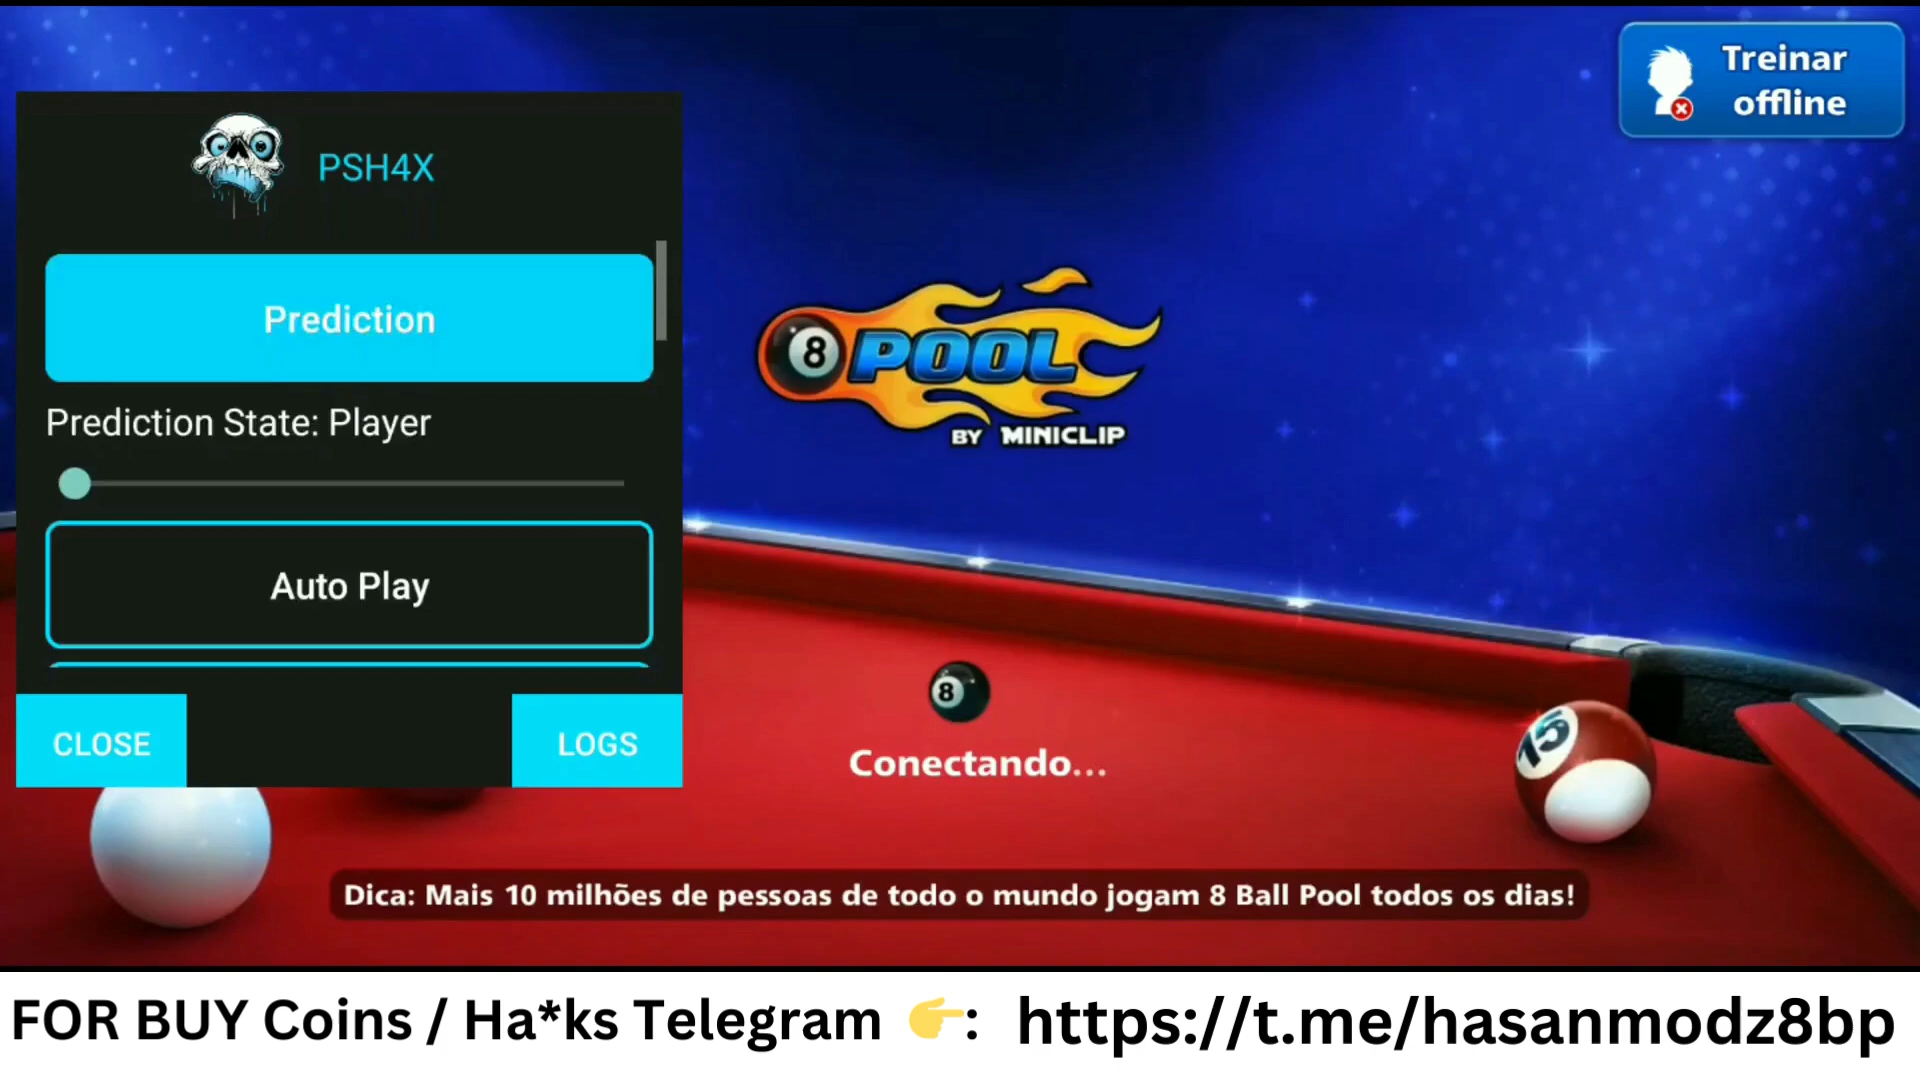 Treinar
offline
PSH4X
Prediction
Prediction State: Player
Auto Play
CLOSE
LOGS
8
POOL
BY MINICLIP
8
15
Conectando...
Dica: Mais 10 milhões de pessoas de todo o mundo jogam 8 Ball Pool todos os dias!
FOR BUY Coins / Ha*ks Telegram 👉: https://t.me/hasanmodz8bp